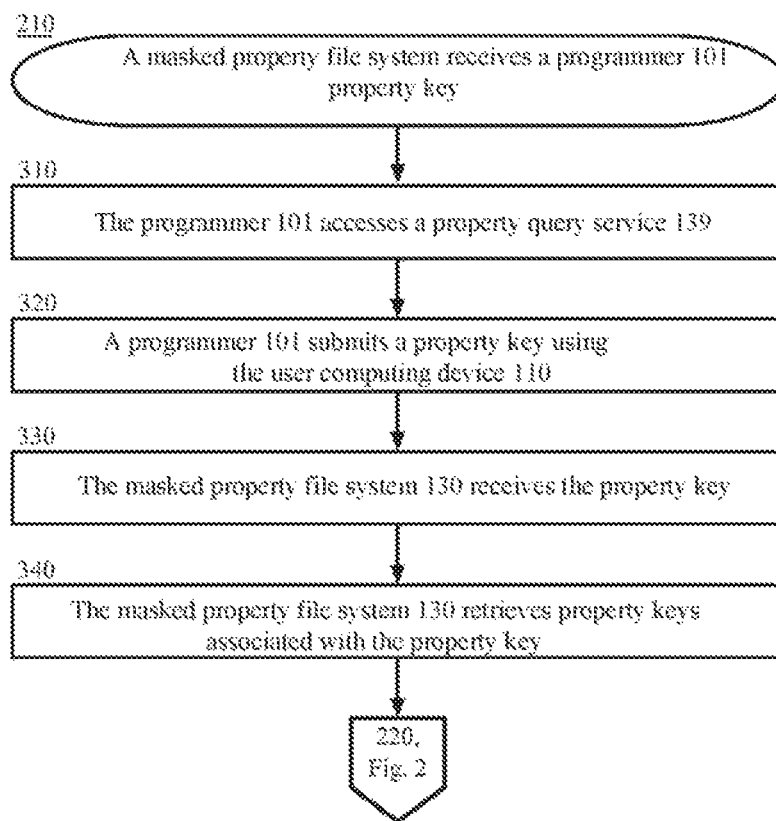 210
A masked property file system receives a programmer 101
property key
310
The programmer 101 accesses a property query service 139
320
A programmer 101 submits a property key using
the user computing device 110
330
The masked property file system 130 receives the property key
340
The masked property file system 130 retrieves property keys
associated with the property key
220,
Fig. 2